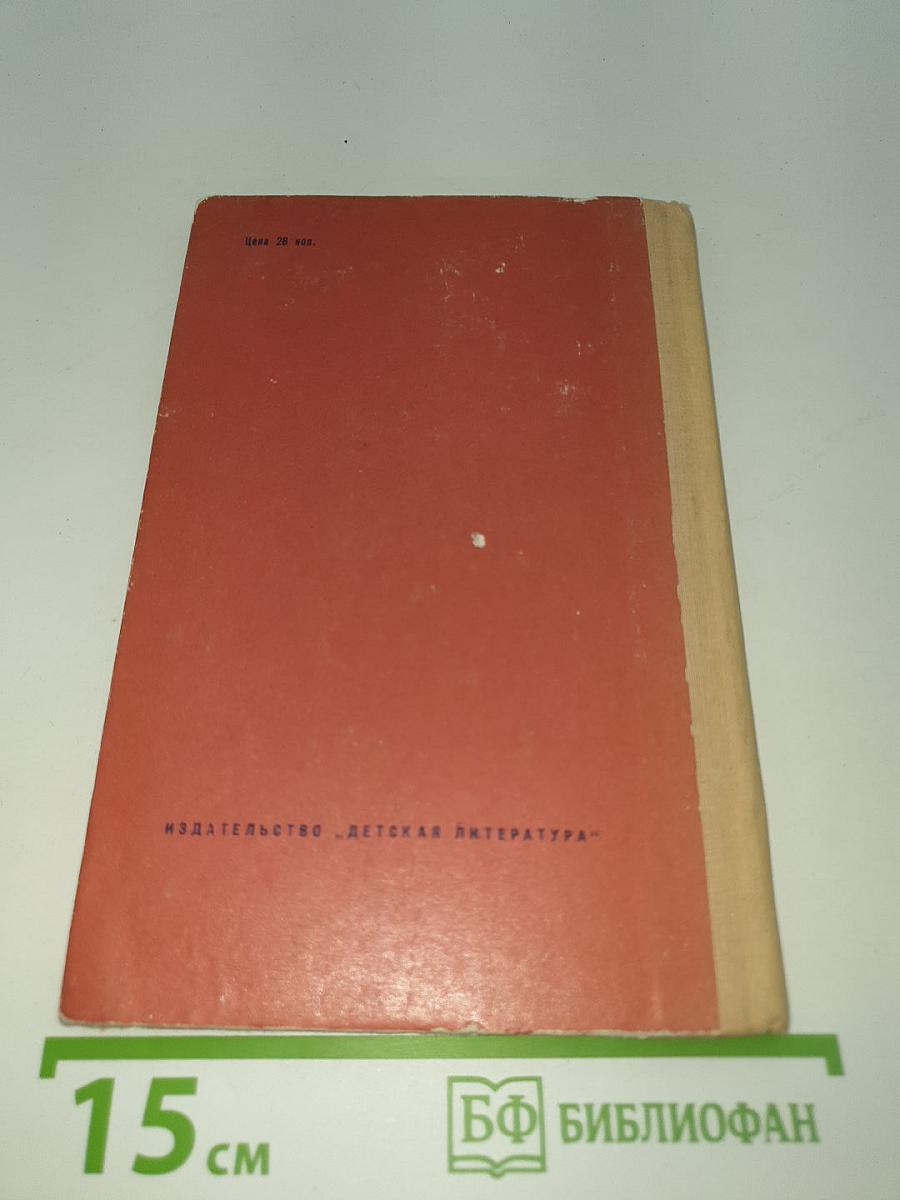 Цена 28 коп.
ИЗДАТЕЛЬСТВО „ДЕТСКАЯ ЛИТЕРАТУРА“
15 см
БФ БИБЛИОФАН